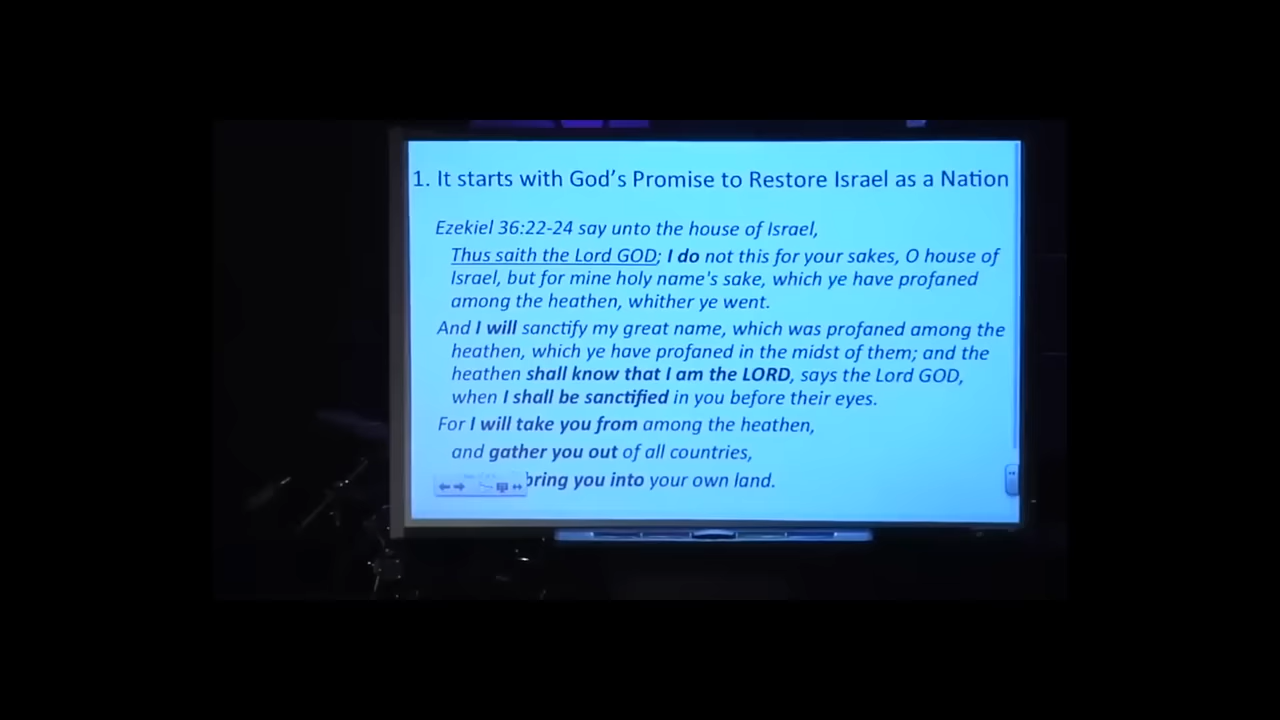 1. It starts with God's Promise to Restore Israel as a Nation
Ezekiel 36:22-24 say unto the house of Israel,
Thus saith the Lord GOD; I do not this for your sakes, O house of
Israel, but for mine holy name's sake, which ye have profaned
among the heathen, whither ye went.
And I will sanctify my great name, which was profaned among the
heathen, which ye have profaned in the midst of them; and the
heathen shall know that I am the LORD, says the Lord GOD,
when I shall be sanctified in you before their eyes.
For I will take you from among the heathen,
and gather you out of all countries,
bring you into your own land.